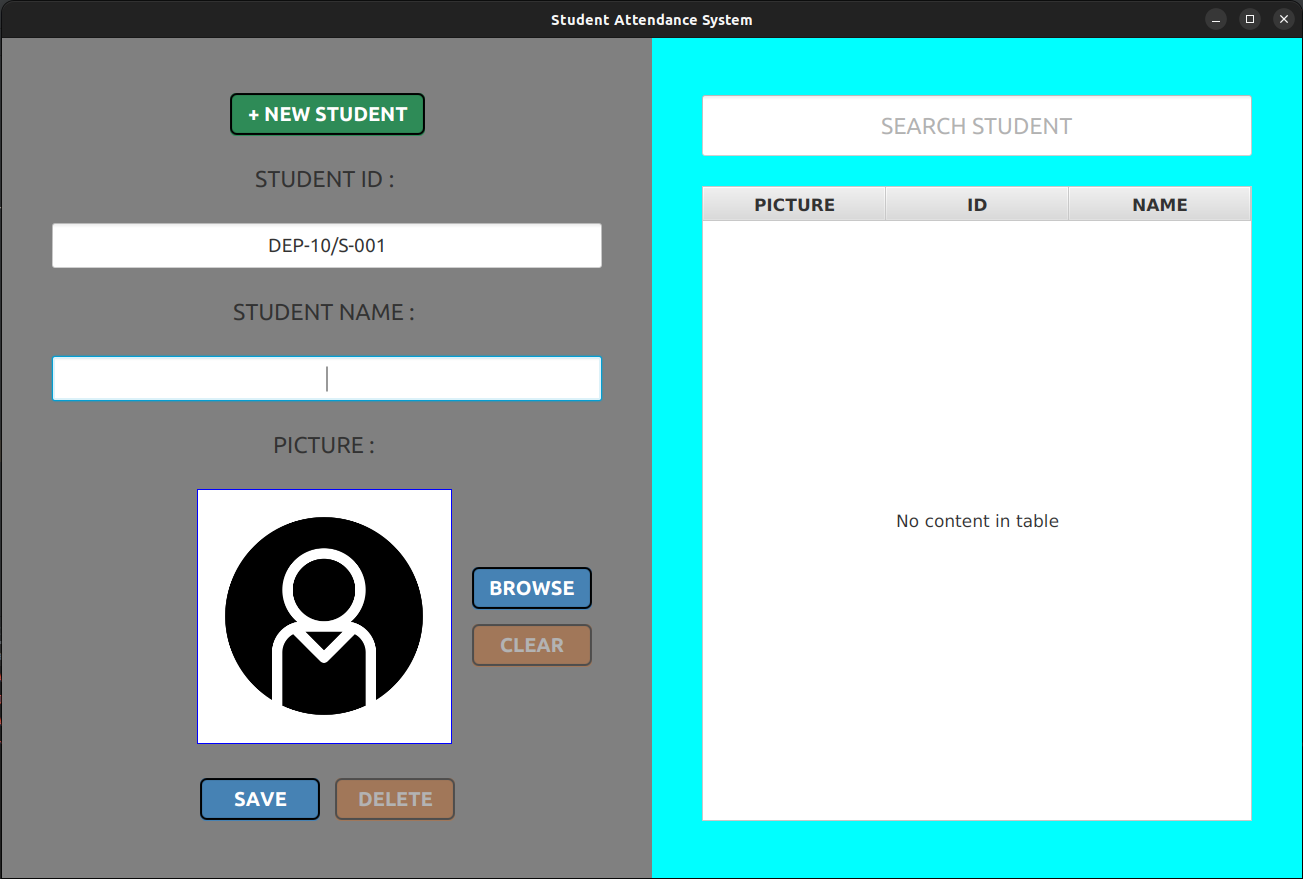 Student Attendance System
+ NEW STUDENT
STUDENT ID :
DEP-10/S-001
STUDENT NAME :
PICTURE :
BROWSE
CLEAR
SAVE DELETE
SEARCH STUDENT
PICTURE ID NAME
No content in table